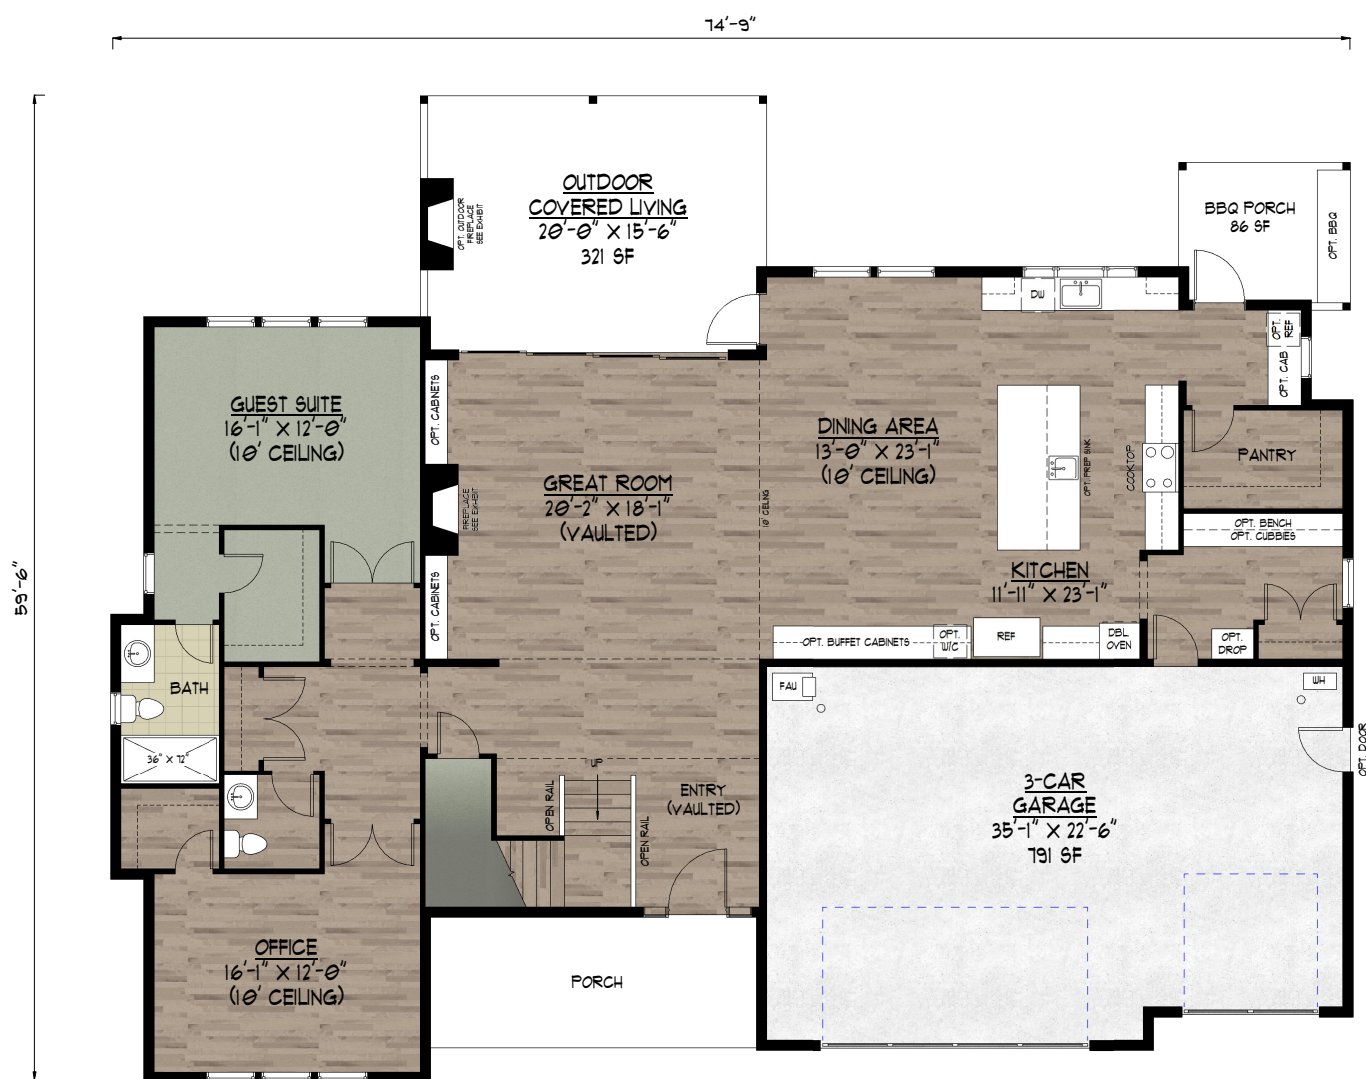 74'-9"
59'-6"
OUTDOOR
COVERED LIVING
20'-0" X 15'-6"
321 SF
OPT. OUTDOOR
FIREPLACE
SEE EXHIBIT
BBQ PORCH
86 SF
OPT. BBQ
DW
OPT.
REF
OPT. CAB
GUEST SUITE
16'-1" X 12'-0"
(10' CEILING)
OPT. CABINETS
FIREPLACE
SEE EXHIBIT
OPT. CABINETS
GREAT ROOM
20'-2" X 18'-1"
(VAULTED)
10' CEILING
DINING AREA
13'-0" X 23'-1"
(10' CEILING)
OPT. PREP SINK
COOKTOP
PANTRY
OPT. BENCH
OPT. CUBBIES
KITCHEN
11'-11" X 23'-1"
OPT. BUFFET CABINETS
OPT.
W/C
REF
DBL
OVEN
OPT.
DROP
BATH
36" X 72"
FAU
WH
OPT. DOOR
UP
OPEN RAIL
OPEN RAIL
ENTRY
(VAULTED)
3-CAR
GARAGE
35'-1" X 22'-6"
791 SF
OFFICE
16'-1" X 12'-0"
(10' CEILING)
PORCH